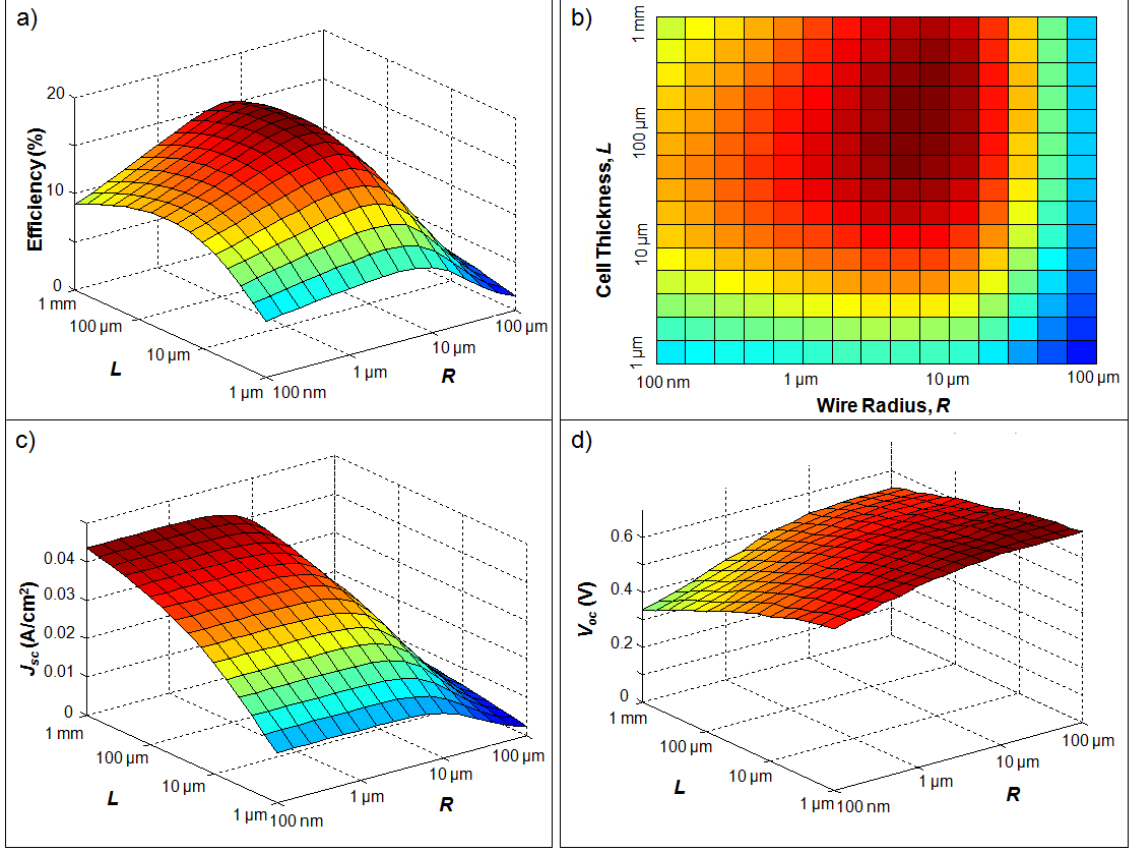 a)
Efficiency (%)
20
10
0
1 mm
100 µm
10 µm
1 µm
L
100 nm
1 µm
10 µm
100 µm
R
b)
Cell Thickness, L
1 mm
100 µm
10 µm
1 µm
100 nm
1 µm
10 µm
100 µm
Wire Radius, R
c)
Jsc (A/cm²)
0.04
0.03
0.02
0.01
0
1 mm
100 µm
10 µm
1 µm
L
100 nm
1 µm
10 µm
100 µm
R
d)
Voc (V)
0.6
0.4
0.2
0
1 mm
100 µm
10 µm
1 µm
L
100 nm
1 µm
10 µm
100 µm
R